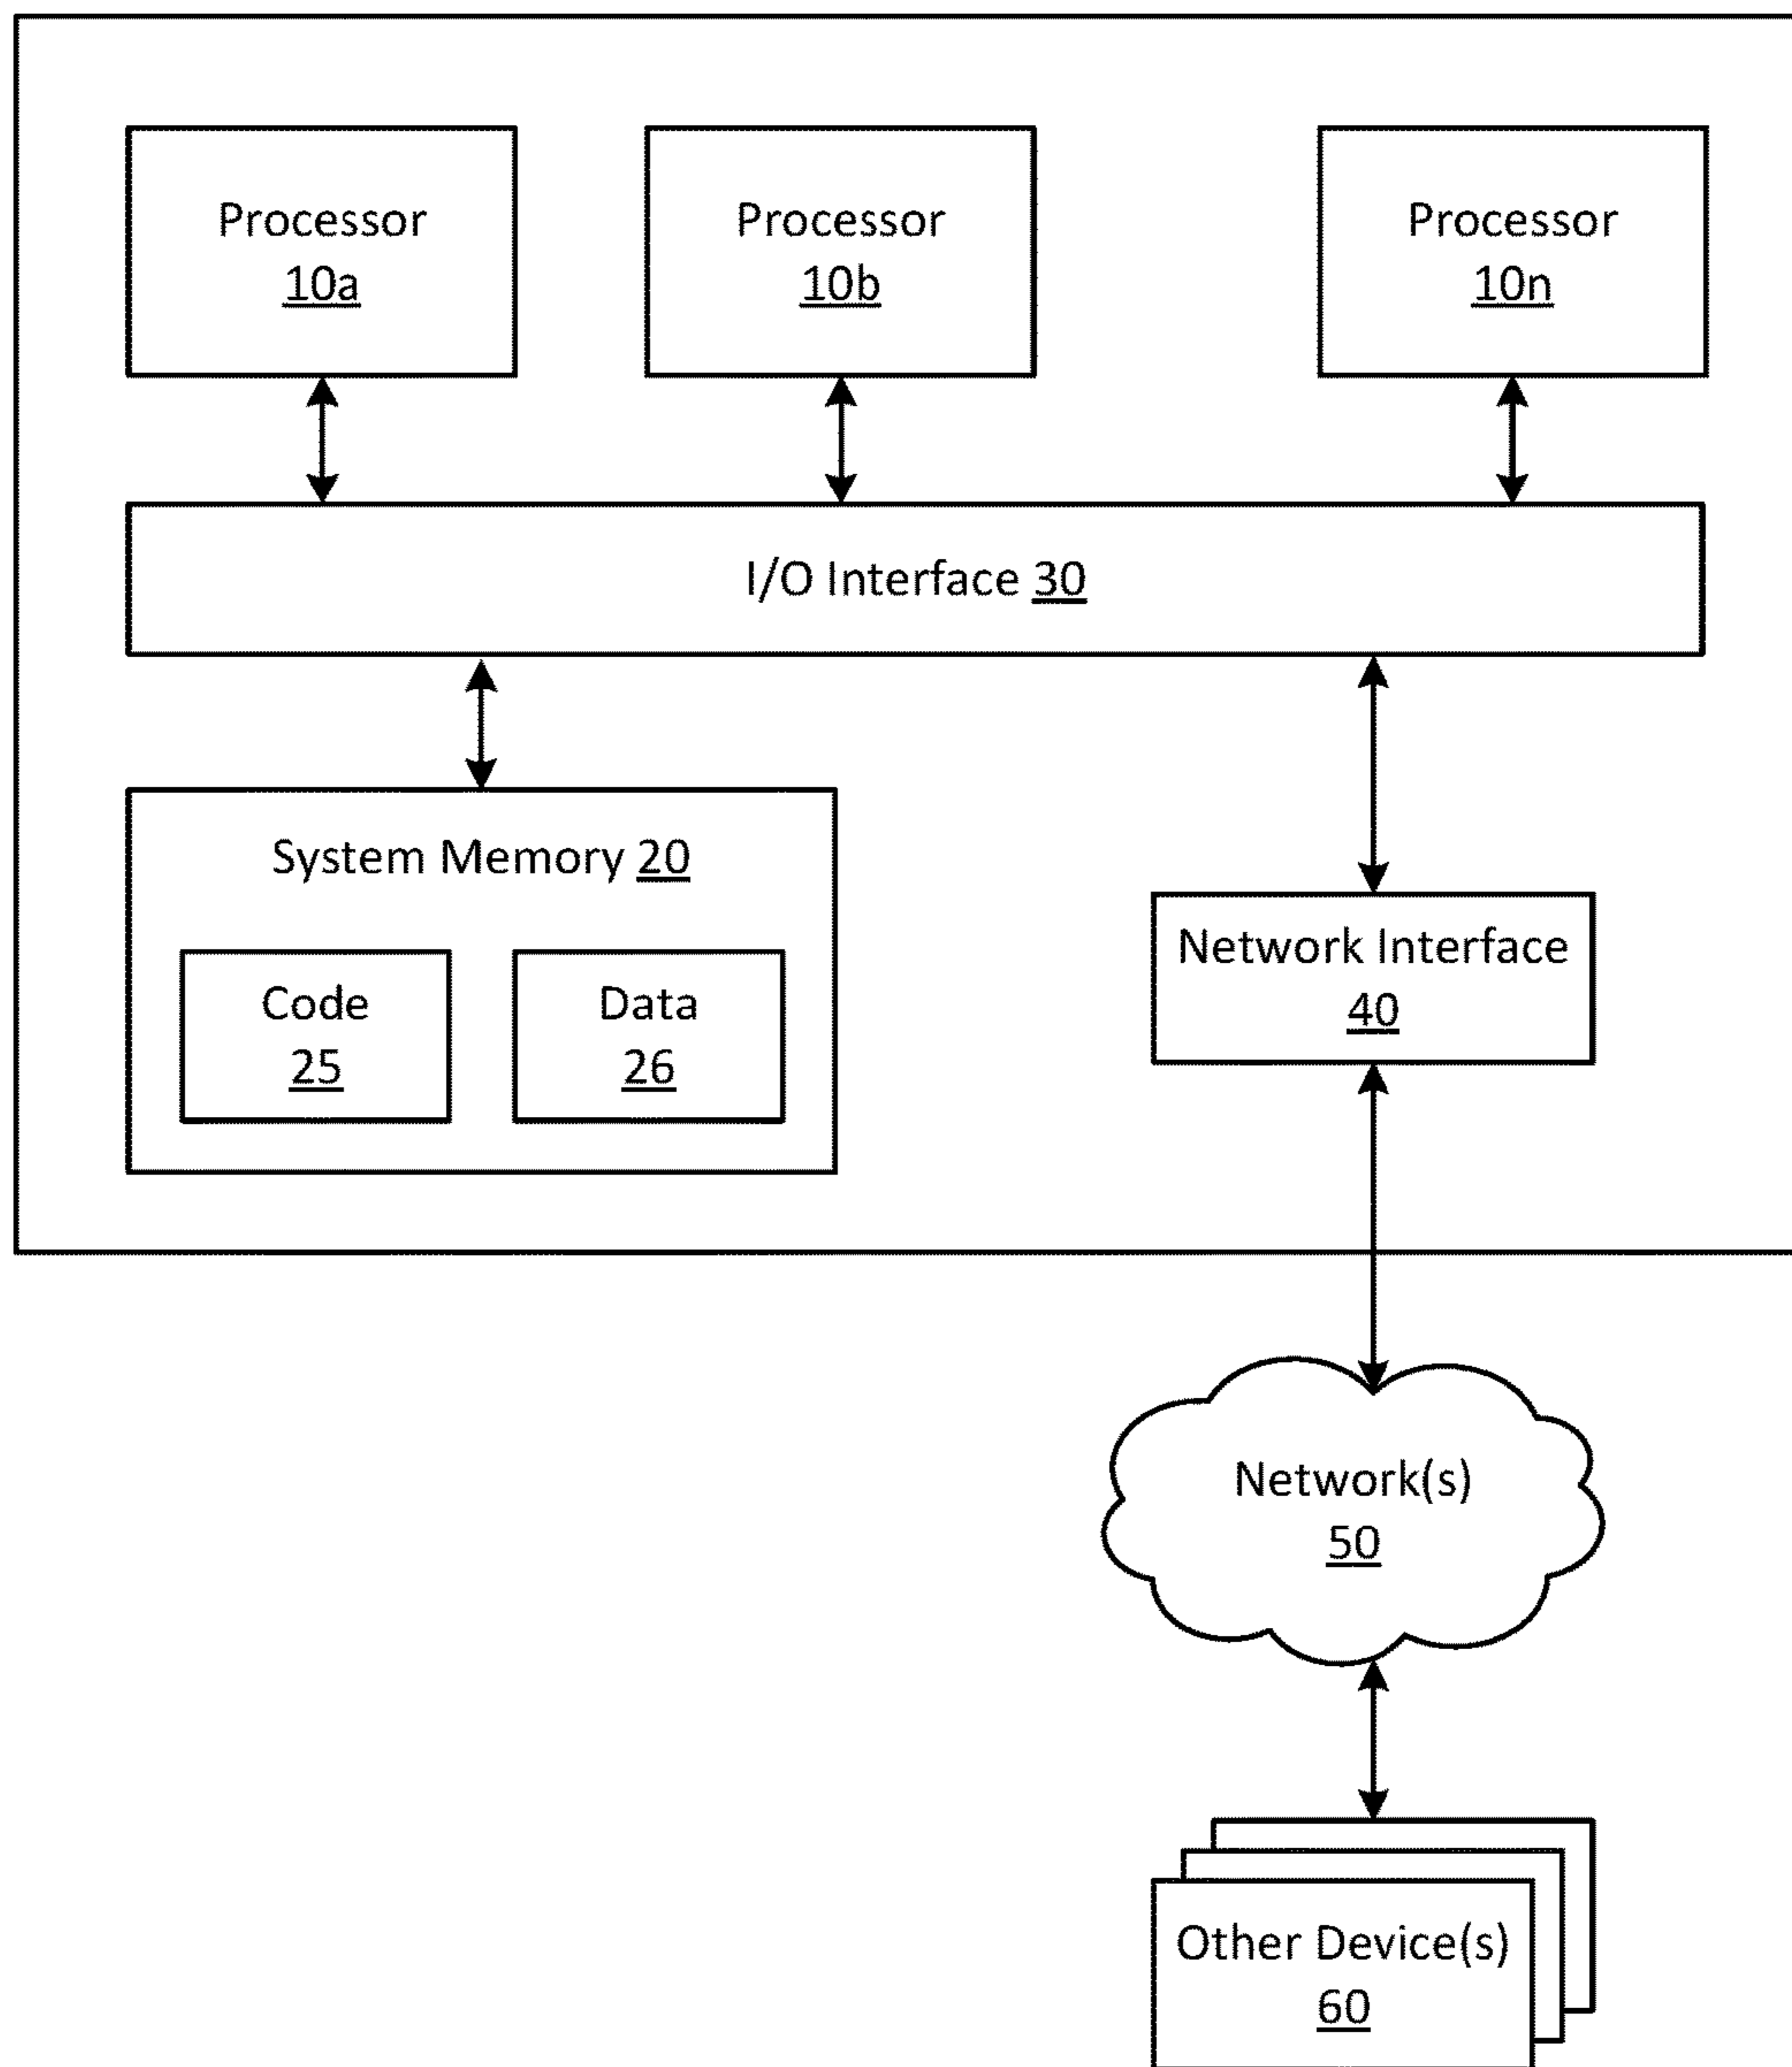 Processor
10a
Processor
10b
Processor
10n
I/O Interface 30
System Memory 20
Code
25
Data
26
Network Interface
40
Network(s)
50
Other Device(s)
60